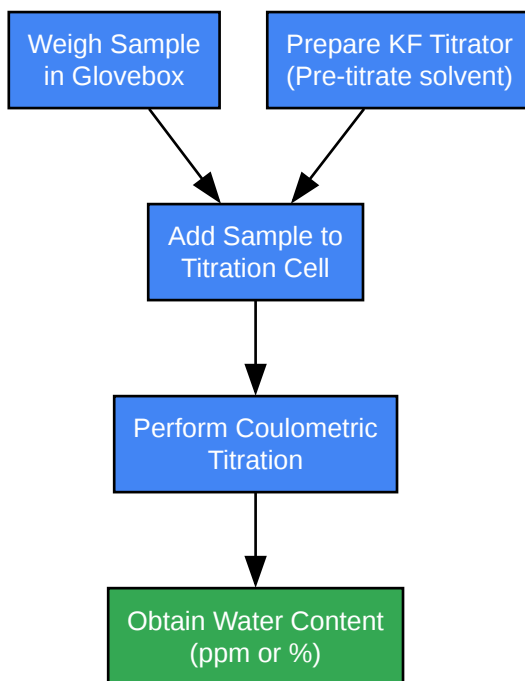 Weigh Sample
in Glovebox
Prepare KF Titrator
(Pre-titrate solvent)
Add Sample to
Titration Cell
Perform Coulometric
Titration
Obtain Water Content
(ppm or %)